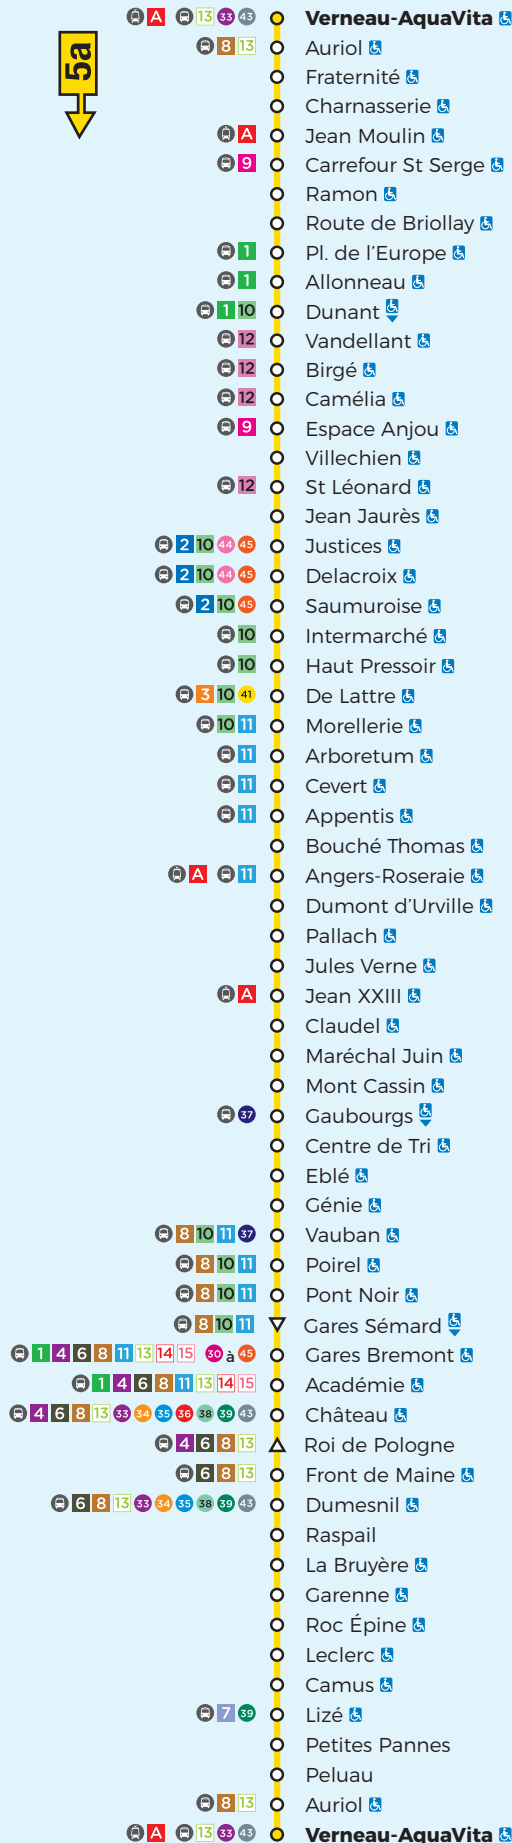 A 13 33 43 Verneau-AquaVita
5a
8 13 Auriol
Fraternité
Charnasserie
A Jean Moulin
9 Carrefour St Serge
Ramon
Route de Briollay
1 Pl. de l'Europe
1 Allonneau
1 10 Dunant
12 Vandellant
12 Birgé
12 Camélia
9 Espace Anjou
Villechien
12 St Léonard
Jean Jaurès
2 10 44 45 Justices
2 10 44 45 Delacroix
2 10 45 Saumuroise
10 Intermarché
10 Haut Pressoir
3 10 41 De Lattre
10 11 Morellerie
11 Arboretum
11 Cevert
11 Appentis
Bouché Thomas
A 11 Angers-Roseraie
Dumont d'Urville
Pallach
Jules Verne
A Jean XXIII
Claudel
Maréchal Juin
Mont Cassin
37 Gaubourgs
Centre de Tri
Eblé
Génie
8 10 11 37 Vauban
8 10 11 Poirel
8 10 11 Pont Noir
8 10 11 Gares Sémard
1 4 6 8 11 13 14 15 30 à 45 Gares Bremont
1 4 6 8 11 13 14 15 Académie
4 6 8 13 33 34 35 36 38 39 43 Château
4 6 8 13 Roi de Pologne
6 8 13 Front de Maine
6 8 13 33 34 35 38 39 43 Dumesnil
Raspail
La Bruyère
Garenne
Roc Épine
Leclerc
Camus
7 39 Lizé
Petites Pannes
Peluau
8 13 Auriol
A 13 33 43 Verneau-AquaVita